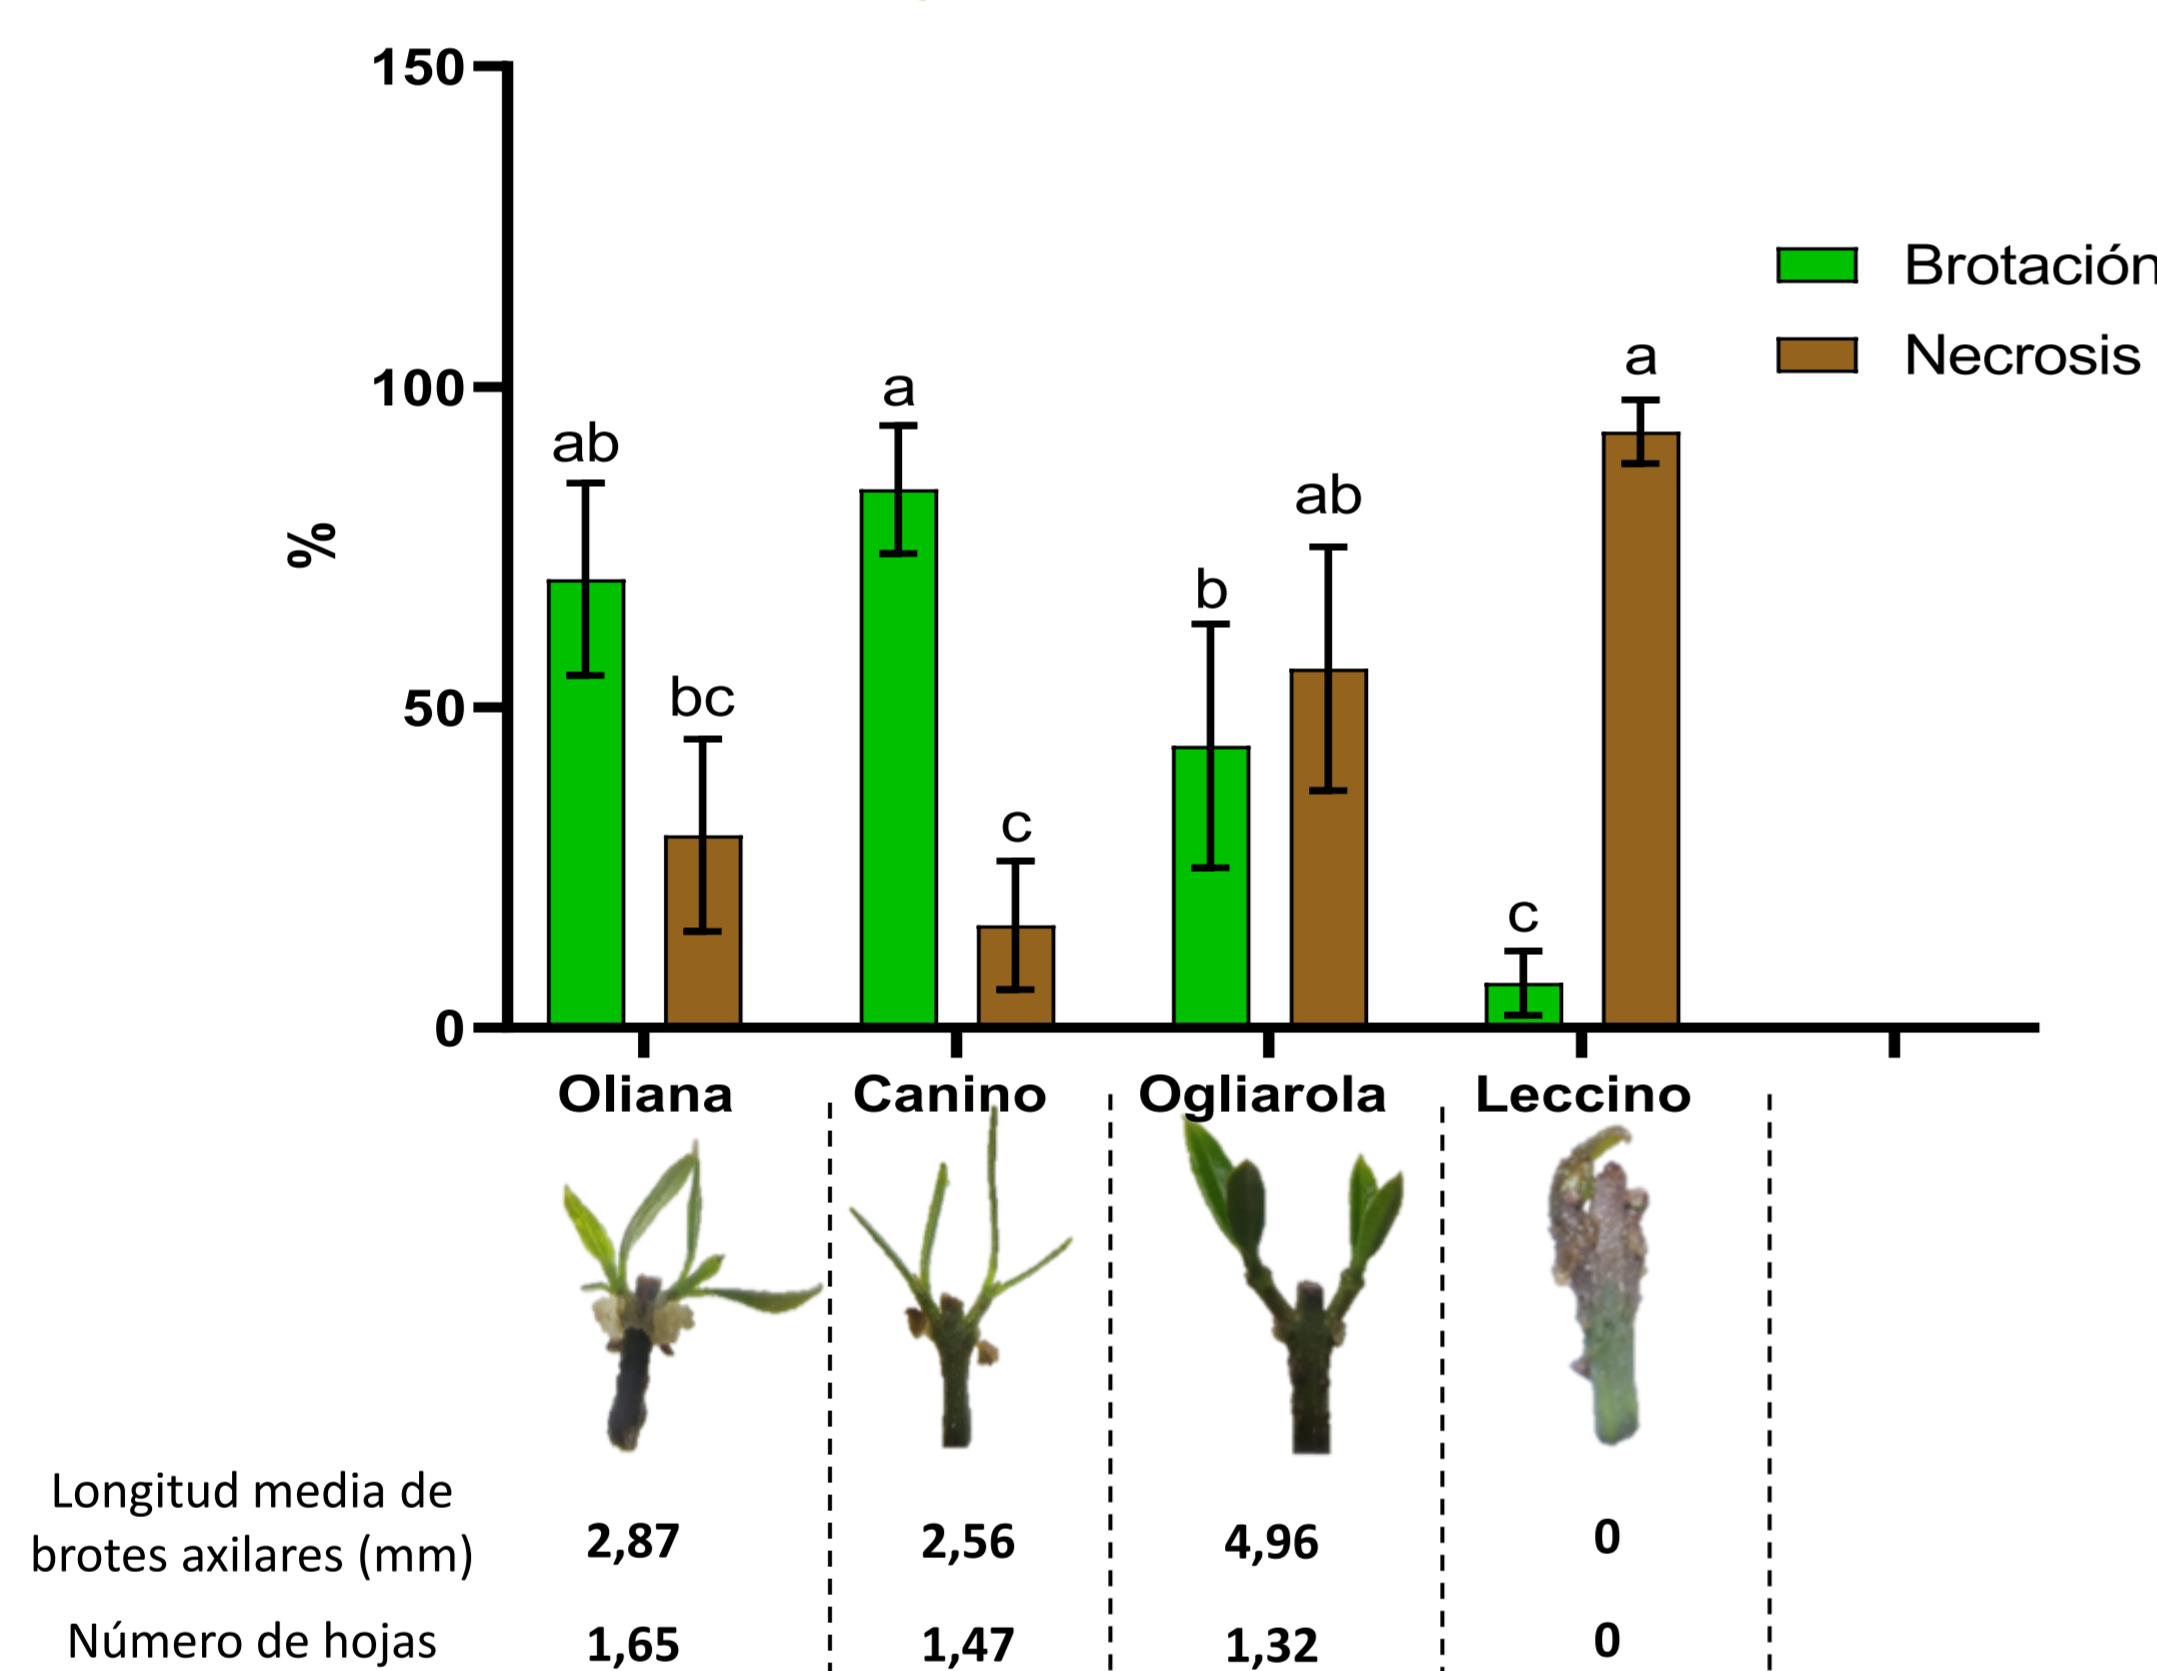 150
100
50
0
%
ab
bc
a
c
b
ab
c
a
Brotación
Necrosis
Oliana Canino Ogliarola Leccino
Longitud media de
brotes axilares (mm) 2,87 2,56 4,96 0
Número de hojas 1,65 1,47 1,32 0